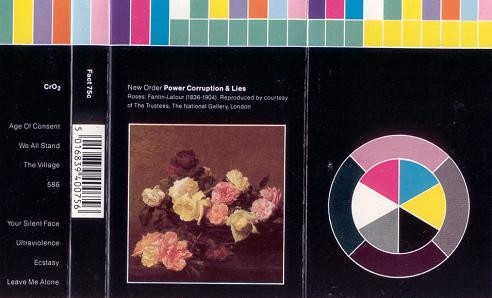 CrO2
Age Of Consent
We All Stand
The Village
586
Your Silent Face
Ultraviolence
Ecstasy
Leave Me Alone
Fact 75c
5 016839 400756
New Order Power Corruption & Lies
Roses: Fantin-Latour (1836-1904). Reproduced by courtesy
of The Trustees, The National Gallery, London